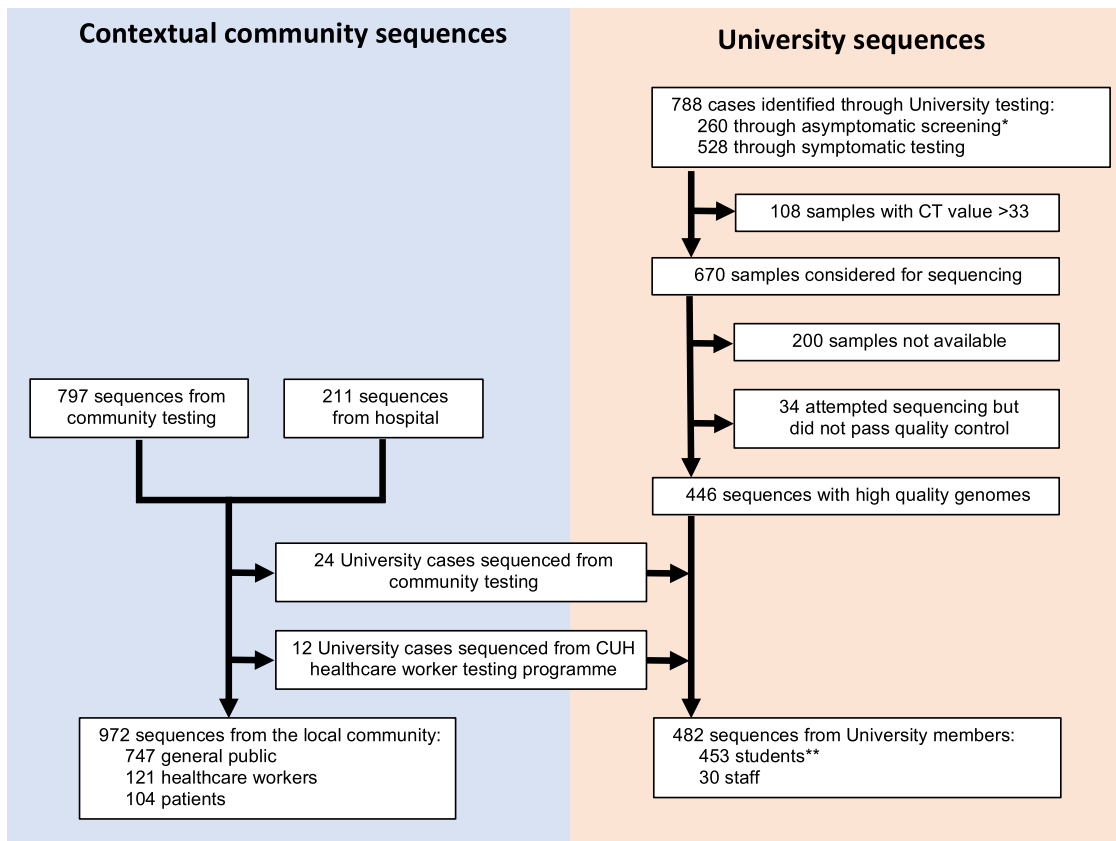 Contextual community sequences
University sequences
788 cases identified through University testing:
260 through asymptomatic screening*
528 through symptomatic testing
108 samples with CT value >33
670 samples considered for sequencing
200 samples not available
34 attempted sequencing but
did not pass quality control
446 sequences with high quality genomes
797 sequences from
community testing
211 sequences
from hospital
24 University cases sequenced from
community testing
12 University cases sequenced from CUH
healthcare worker testing programme
972 sequences from the local community:
747 general public
121 healthcare workers
104 patients
482 sequences from University members:
453 students**
30 staff